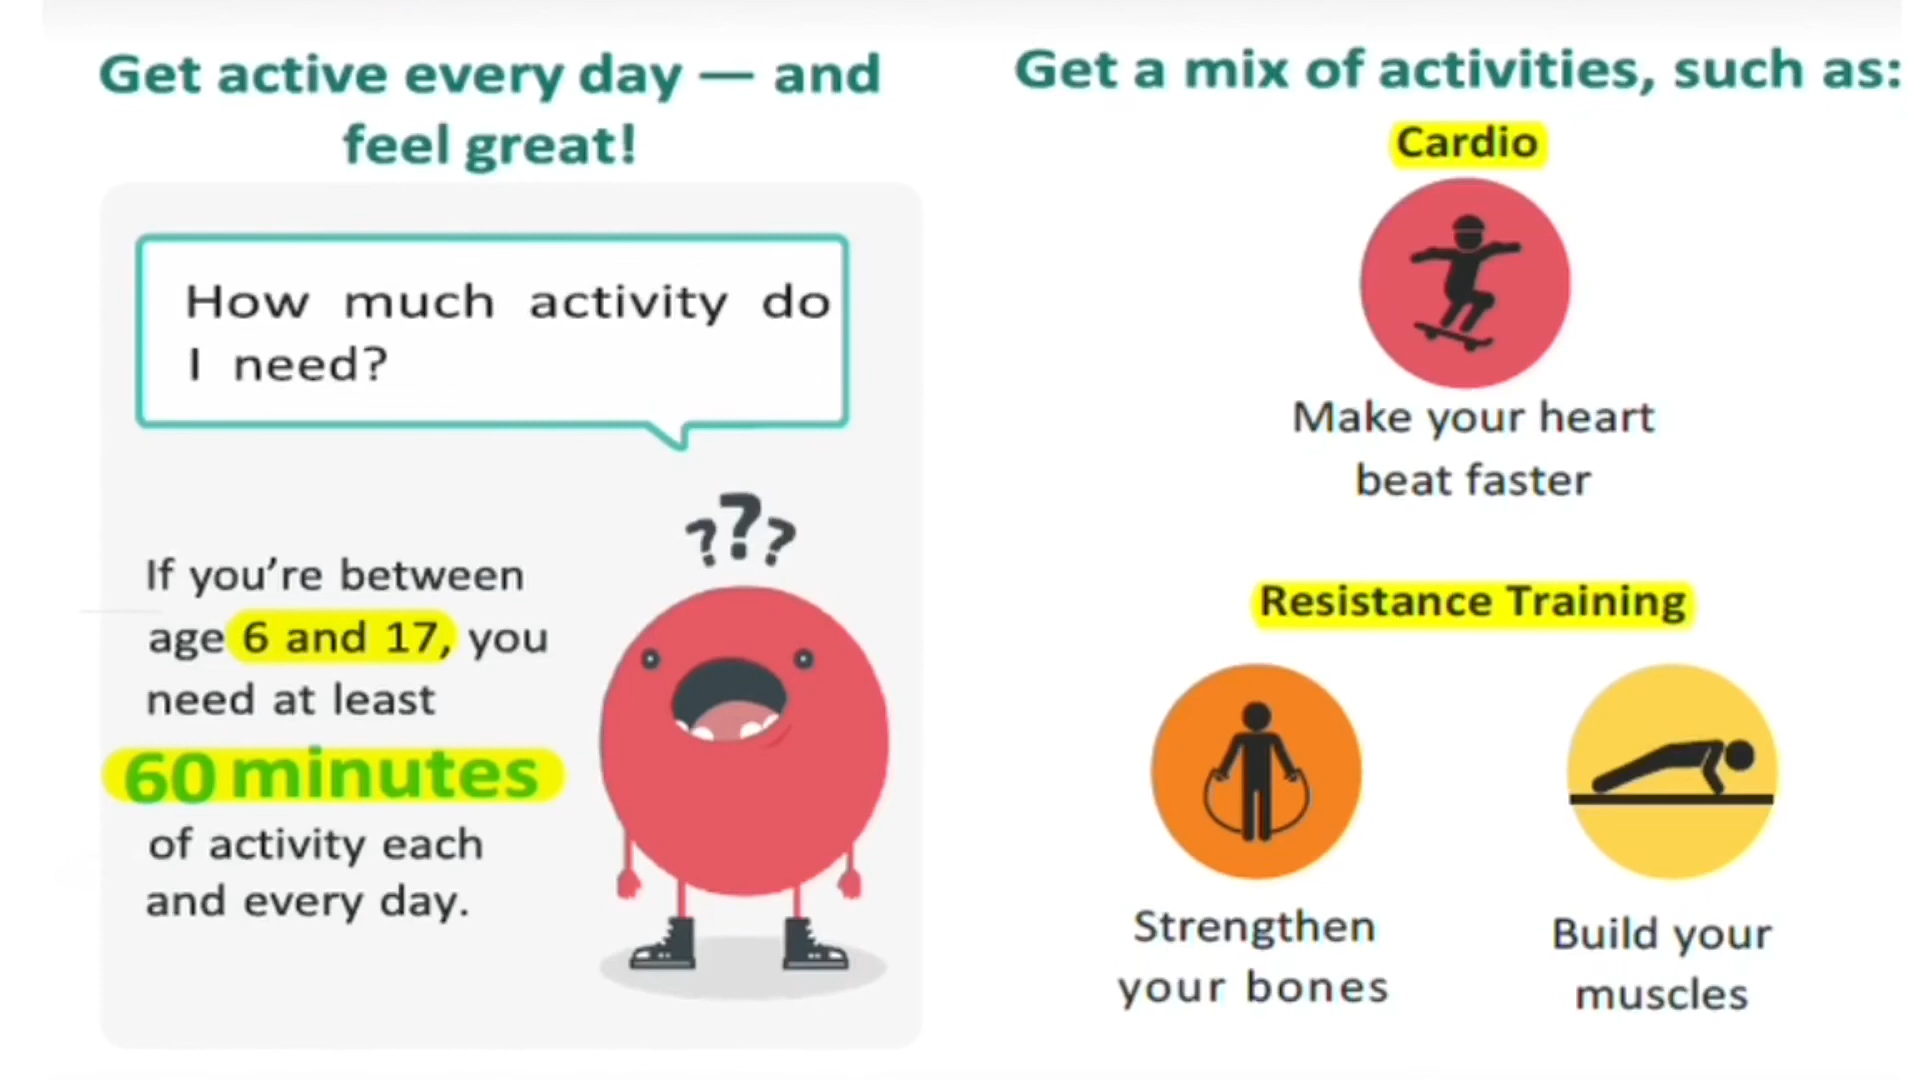 Get active every day — and
feel great!
How much activity do
I need?
???
If you're between
age 6 and 17, you
need at least
60 minutes
of activity each
and every day.
Get a mix of activities, such as:
Cardio
Make your heart
beat faster
Resistance Training
Strengthen
your bones
Build your
muscles